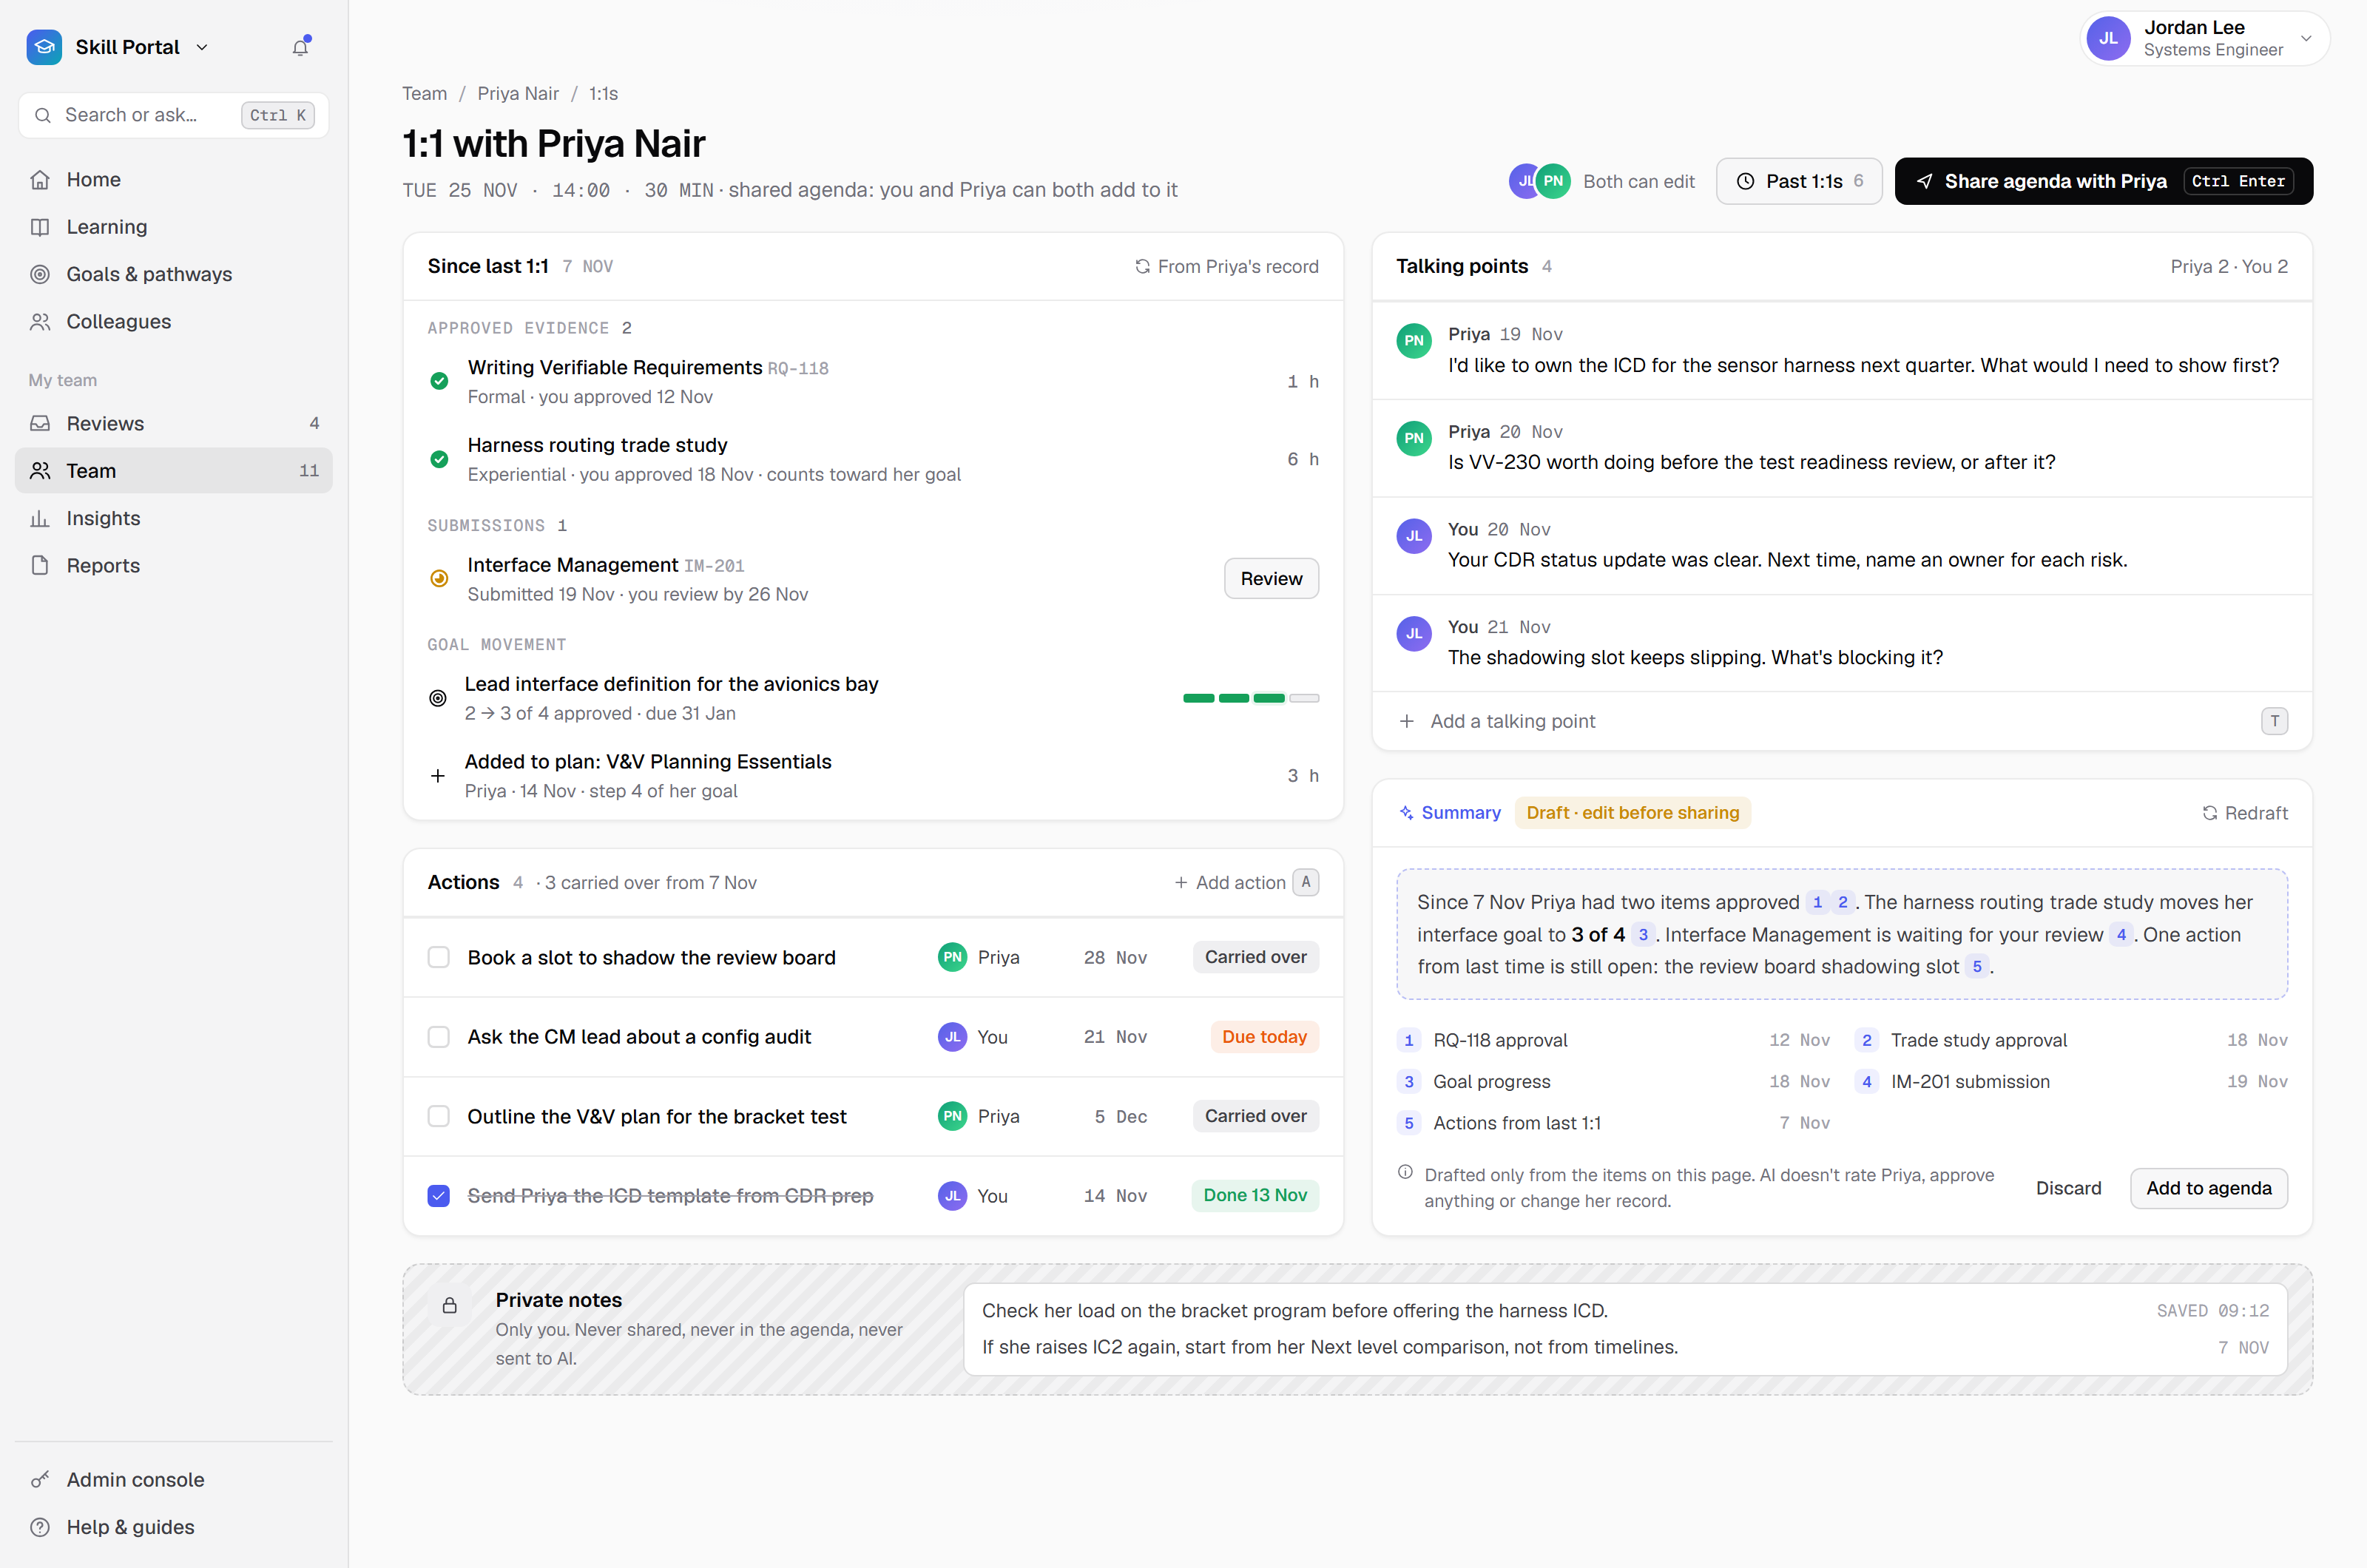 Skill Portal
Search or ask...
Ctrl K
Home
Learning
Goals & pathways
Colleagues
My team
Reviews 4
Team 11
Insights
Reports
Admin console
Help & guides
JL
Jordan Lee
Systems Engineer
Team / Priya Nair / 1:1s
1:1 with Priya Nair
TUE 25 NOV · 14:00 · 30 MIN · shared agenda: you and Priya can both add to it
JL PN Both can edit
Past 1:1s 6
Share agenda with Priya Ctrl Enter
Since last 1:1 7 NOV
From Priya's record
APPROVED EVIDENCE 2
Writing Verifiable Requirements RQ-118
Formal · you approved 12 Nov
1 h
Harness routing trade study
Experiential · you approved 18 Nov · counts toward her goal
6 h
SUBMISSIONS 1
Interface Management IM-201
Submitted 19 Nov · you review by 26 Nov
Review
GOAL MOVEMENT
Lead interface definition for the avionics bay
2 → 3 of 4 approved · due 31 Jan
Added to plan: V&V Planning Essentials
Priya · 14 Nov · step 4 of her goal
3 h
Actions 4 · 3 carried over from 7 Nov
Add action A
Book a slot to shadow the review board PN Priya 28 Nov Carried over
Ask the CM lead about a config audit JL You 21 Nov Due today
Outline the V&V plan for the bracket test PN Priya 5 Dec Carried over
Send Priya the ICD template from CDR prep JL You 14 Nov Done 13 Nov
Talking points 4
Priya 2 · You 2
PN
Priya 19 Nov
I'd like to own the ICD for the sensor harness next quarter. What would I need to show first?
PN
Priya 20 Nov
Is VV-230 worth doing before the test readiness review, or after it?
JL
You 20 Nov
Your CDR status update was clear. Next time, name an owner for each risk.
JL
You 21 Nov
The shadowing slot keeps slipping. What's blocking it?
Add a talking point T
Summary Draft · edit before sharing
Redraft
Since 7 Nov Priya had two items approved 1 2. The harness routing trade study moves her
interface goal to 3 of 4 3. Interface Management is waiting for your review 4. One action
from last time is still open: the review board shadowing slot 5.
1 RQ-118 approval 12 Nov
2 Trade study approval 18 Nov
3 Goal progress 18 Nov
4 IM-201 submission 19 Nov
5 Actions from last 1:1 7 Nov
Drafted only from the items on this page. AI doesn't rate Priya, approve
anything or change her record.
Discard
Add to agenda
Private notes
Only you. Never shared, never in the agenda, never
sent to AI.
Check her load on the bracket program before offering the harness ICD. SAVED 09:12
If she raises IC2 again, start from her Next level comparison, not from timelines. 7 NOV